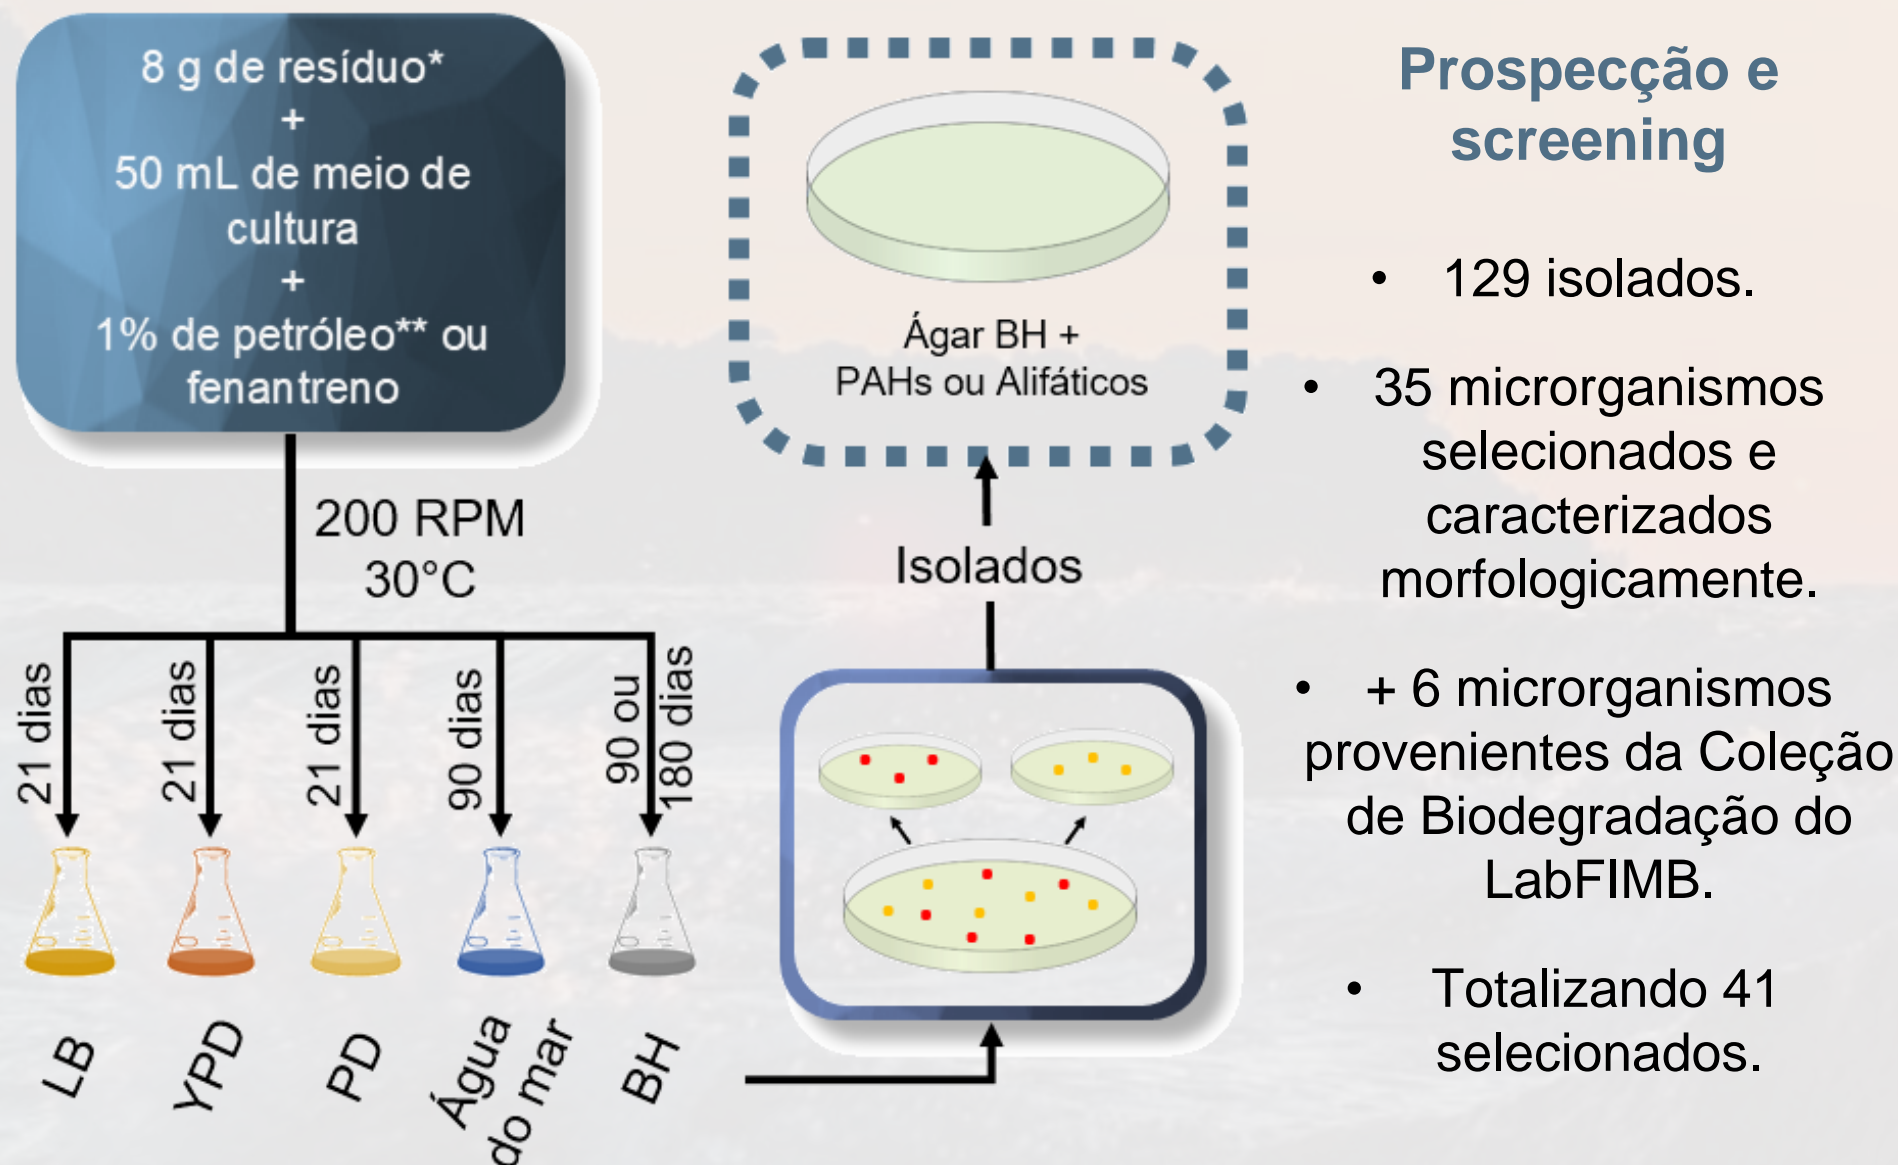 8 g de resíduo*
+
50 mL de meio de
cultura
+
1% de petróleo** ou
fenantreno
200 RPM
30°C
21 dias
21 dias
21 dias
90 dias
90 ou
180 dias
LB
YPD
PD
Água
do mar
BH
Ágar BH +
PAHs ou Alifáticos
Isolados
Prospecção e
screening
• 129 isolados.
• 35 microrganismos
selecionados e
caracterizados
morfologicamente.
• + 6 microrganismos
provenientes da Coleção
de Biodegradação do
LabFIMB.
• Totalizando 41
selecionados.